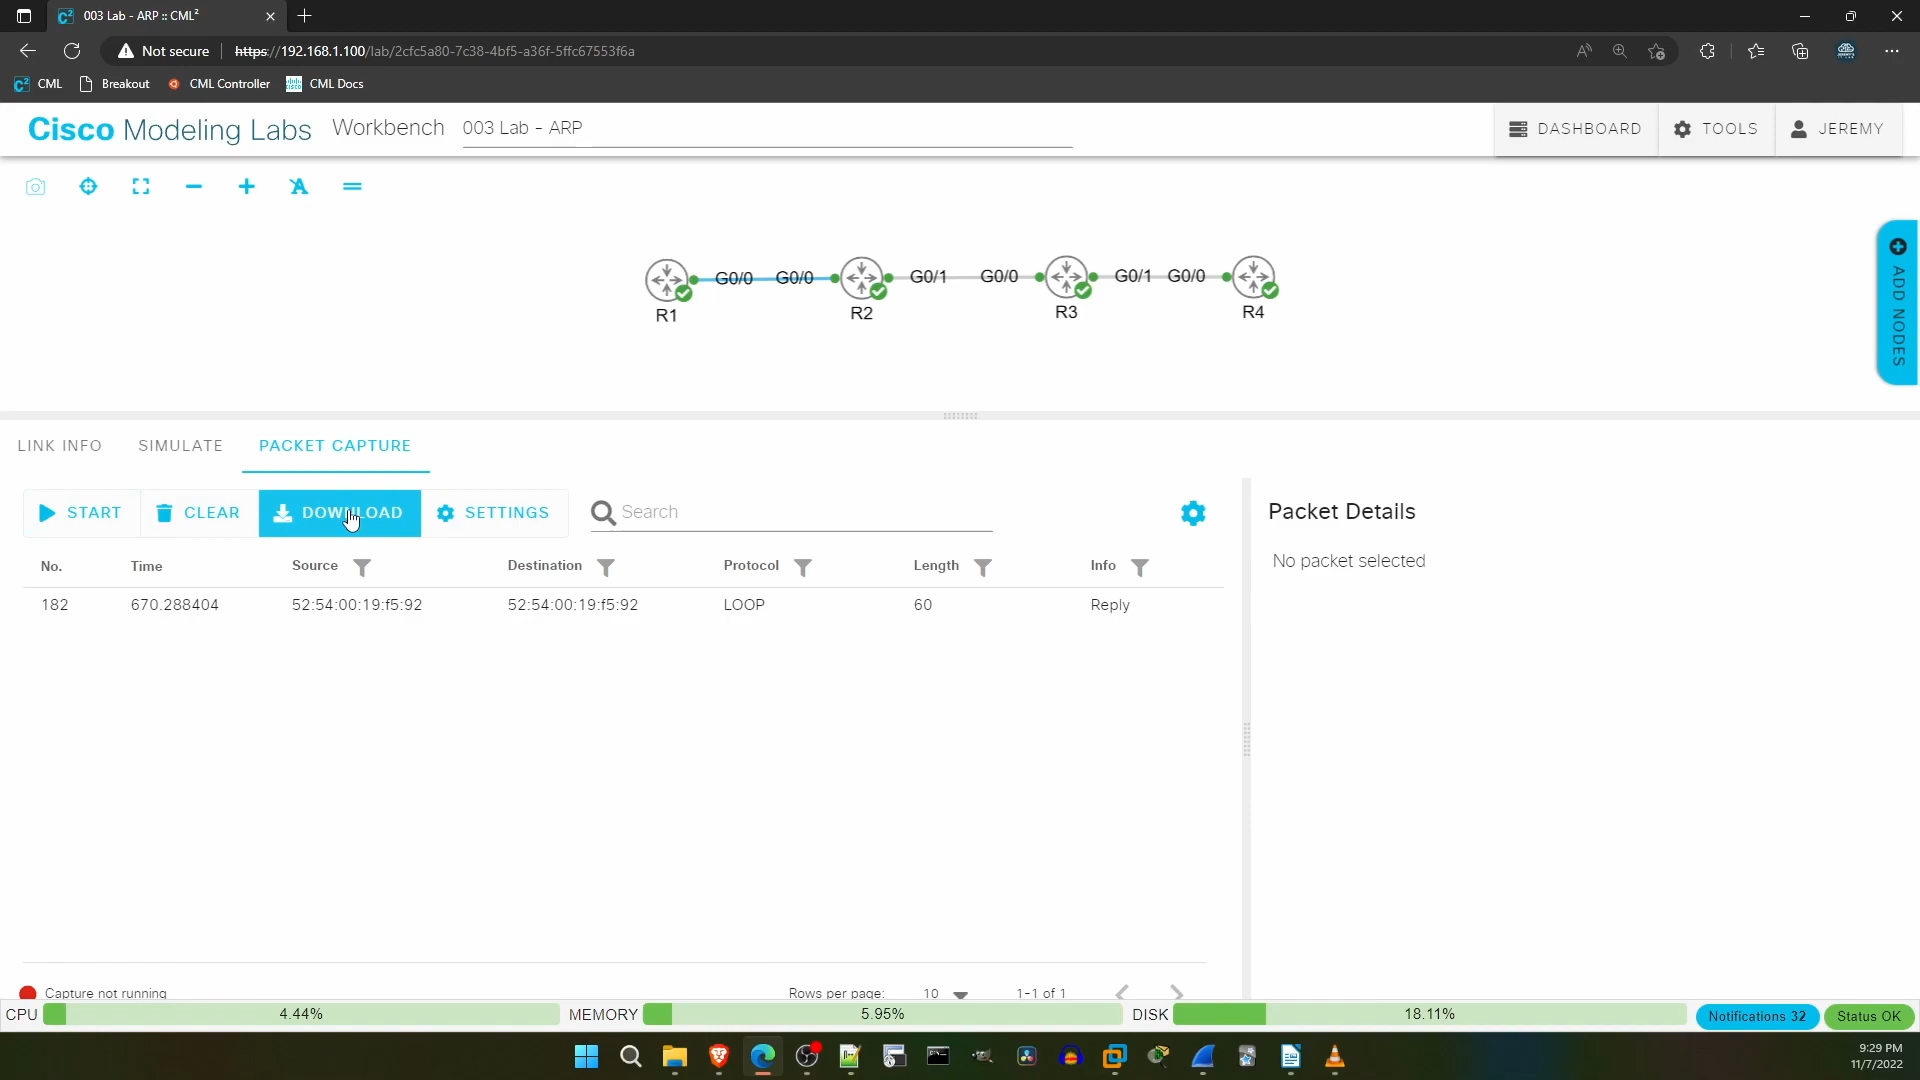 003 Lab - ARP :: CML²
Not secure
https://192.168.1.100/lab/2cfc5a80-7c38-4bf5-a36f-5ffc67553f6a
CML
Breakout
CML Controller
CML Docs
Cisco Modeling Labs
Workbench
003 Lab - ARP
DASHBOARD
TOOLS
JEREMY
G0/0
G0/0
G0/1
G0/0
G0/1
G0/0
R1
R2
R3
R4
ADD NODES
LINK INFO
SIMULATE
PACKET CAPTURE
START
CLEAR
DOWNLOAD
SETTINGS
Search
Packet Details
No packet selected
No. Time Source Destination Protocol Length Info
182 670.288404 52:54:00:19:f5:92 52:54:00:19:f5:92 LOOP 60 Reply
Capture not running
Rows per page: 10
1-1 of 1
CPU 4.44%
MEMORY 5.95%
DISK 18.11%
Notifications 32
Status OK
9:29 PM
11/7/2022